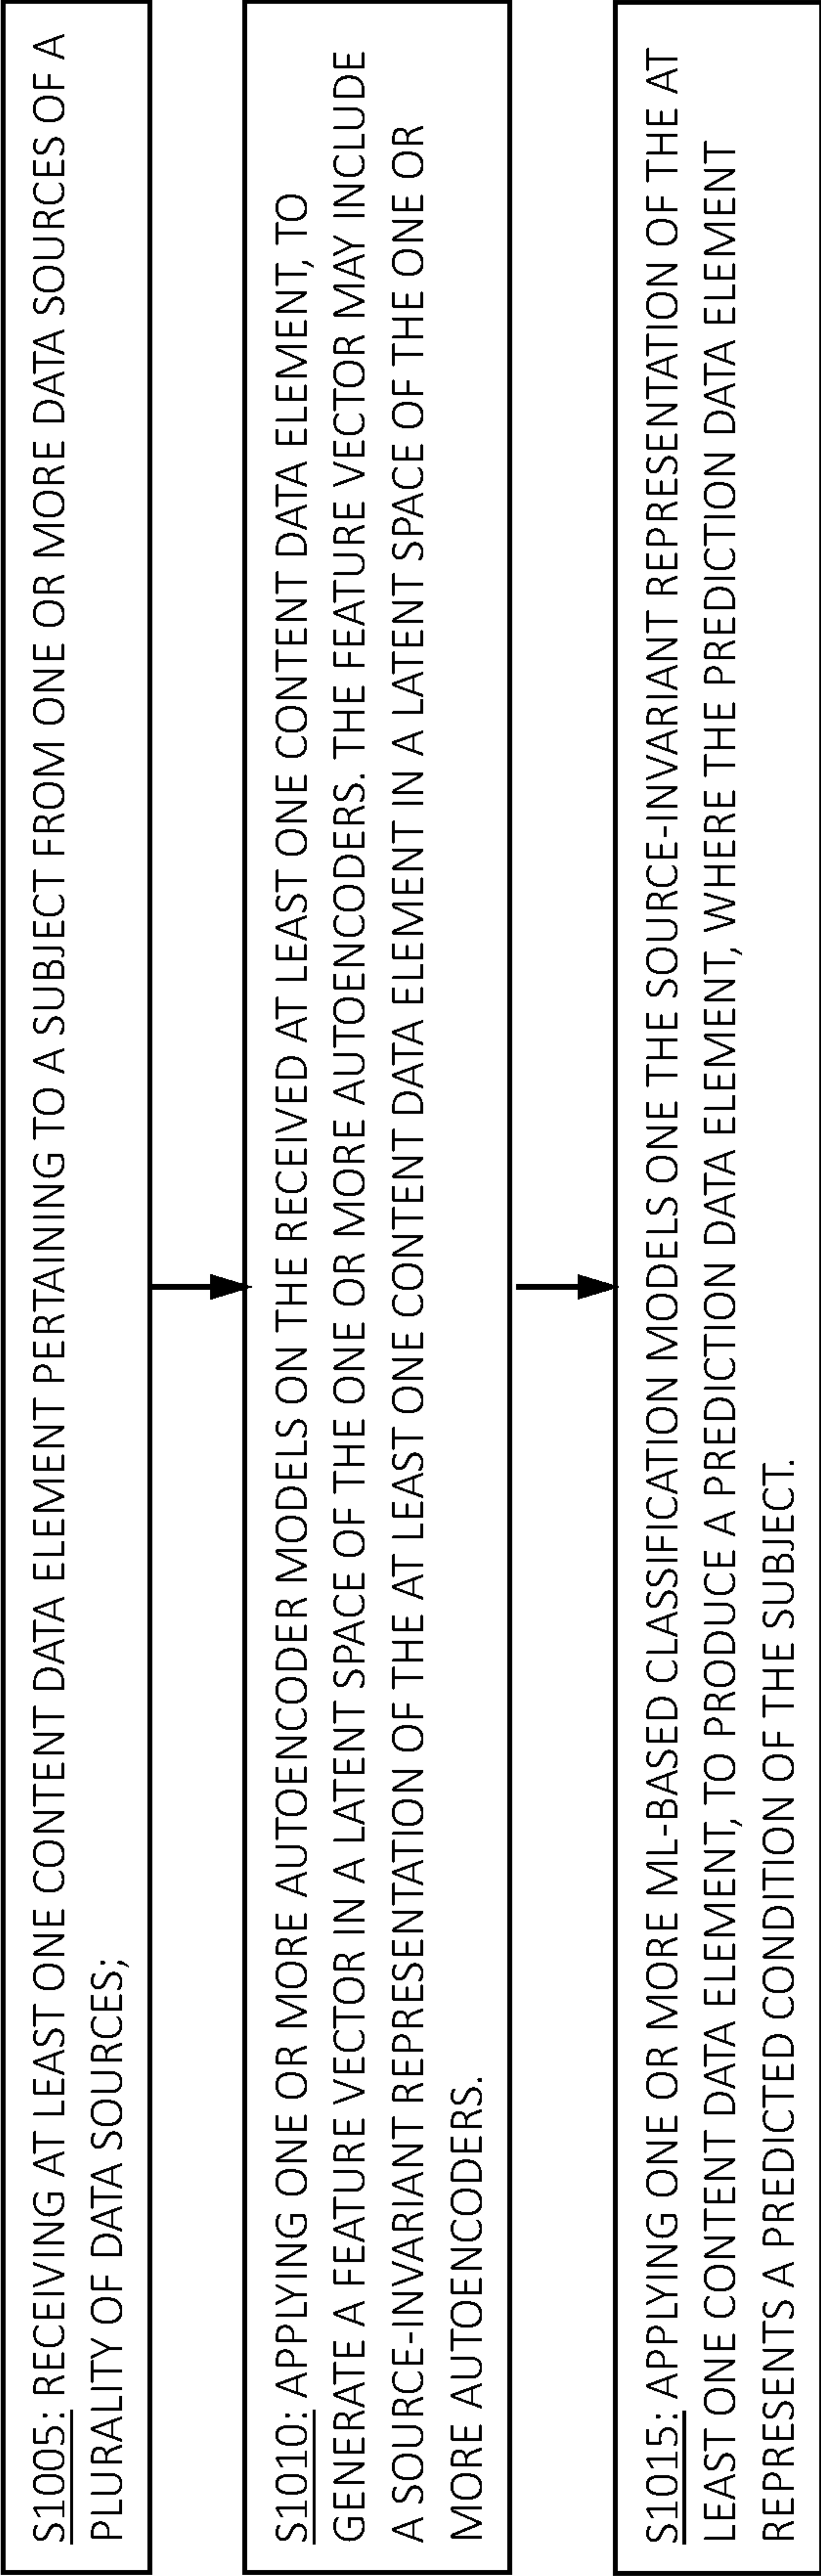 S1005: RECEIVING AT LEAST ONE CONTENT DATA ELEMENT PERTAINING TO A SUBJECT FROM ONE OR MORE DATA SOURCES OF A
PLURALITY OF DATA SOURCES;
S1010: APPLYING ONE OR MORE AUTOENCODER MODELS ON THE RECEIVED AT LEAST ONE CONTENT DATA ELEMENT, TO
GENERATE A FEATURE VECTOR IN A LATENT SPACE OF THE ONE OR MORE AUTOENCODERS. THE FEATURE VECTOR MAY INCLUDE
A SOURCE-INVARIANT REPRESENTATION OF THE AT LEAST ONE CONTENT DATA ELEMENT IN A LATENT SPACE OF THE ONE OR
MORE AUTOENCODERS.
S1015: APPLYING ONE OR MORE ML-BASED CLASSIFICATION MODELS ONE THE SOURCE-INVARIANT REPRESENTATION OF THE AT
LEAST ONE CONTENT DATA ELEMENT, TO PRODUCE A PREDICTION DATA ELEMENT, WHERE THE PREDICTION DATA ELEMENT
REPRESENTS A PREDICTED CONDITION OF THE SUBJECT.